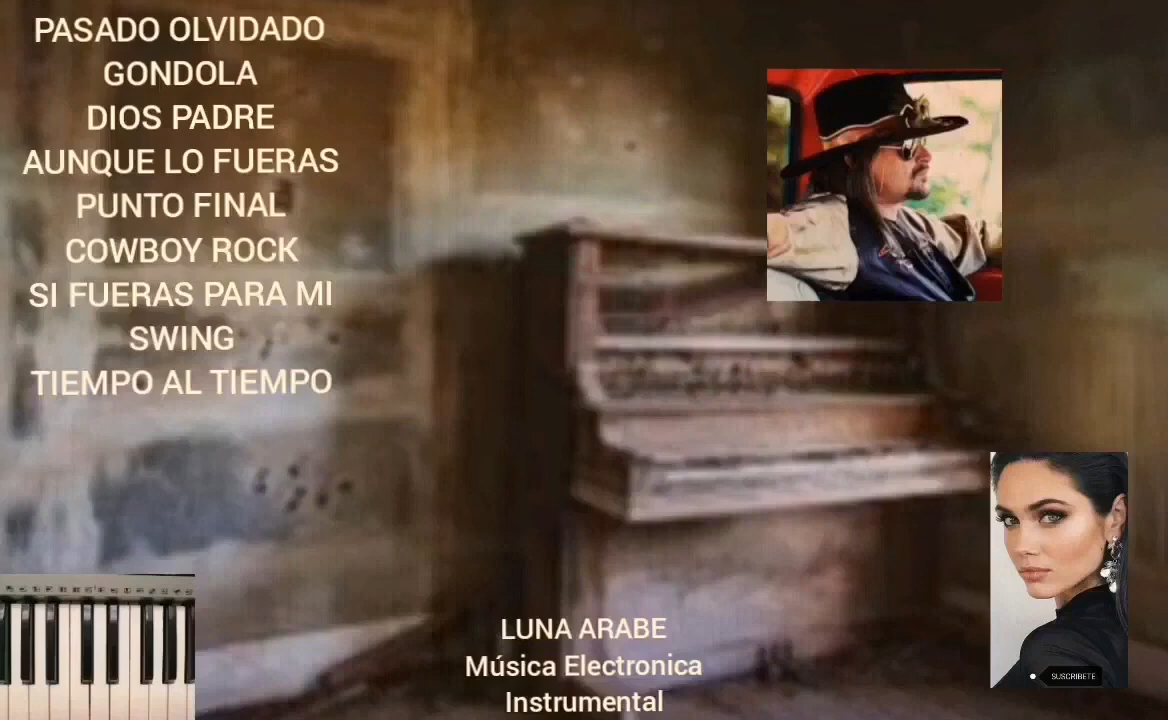 PASADO OLVIDADO
GONDOLA
DIOS PADRE
AUNQUE LO FUERAS
PUNTO FINAL
COWBOY ROCK
SI FUERAS PARA MI
SWING
TIEMPO AL TIEMPO
LUNA ARABE
Música Electronica
Instrumental
SUSCRIBETE